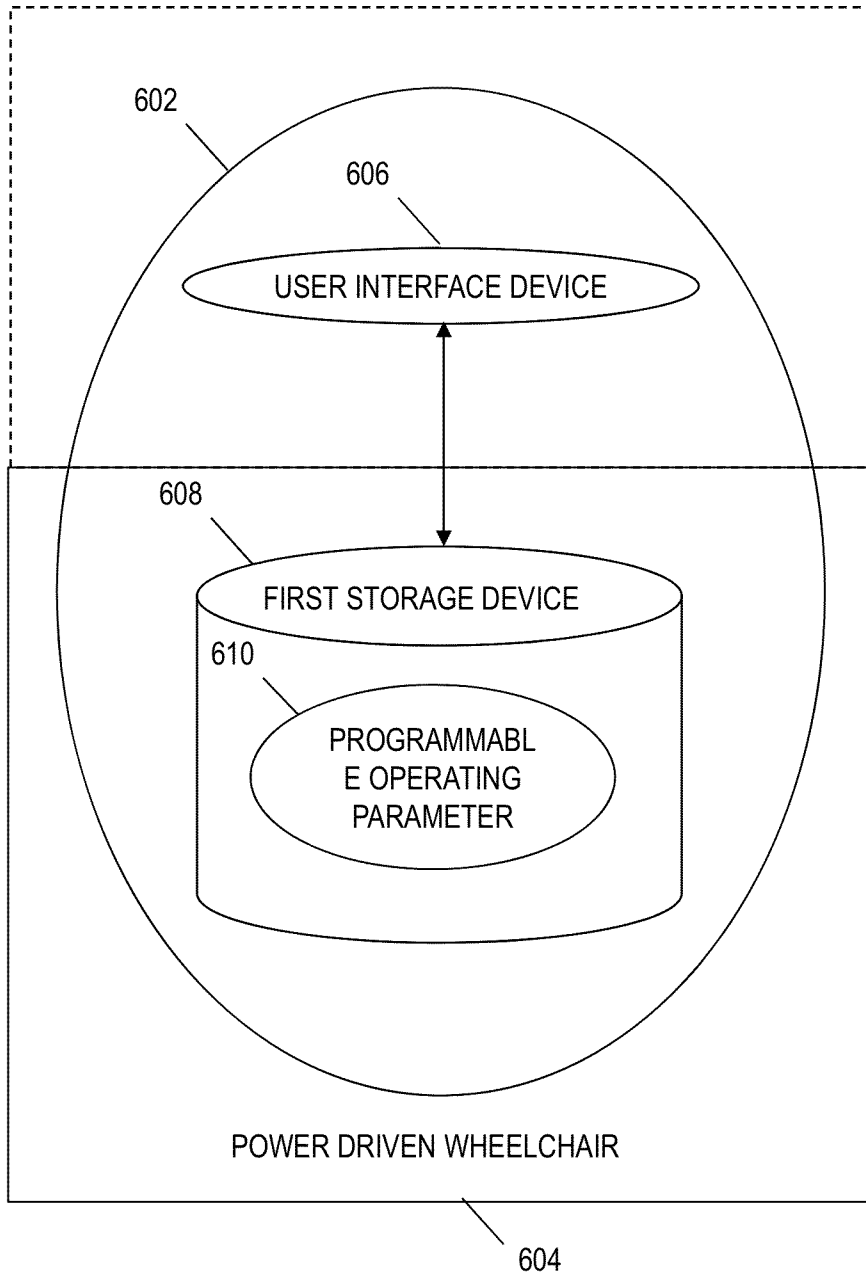 602
606
USER INTERFACE DEVICE
608
FIRST STORAGE DEVICE
610
PROGRAMMABL
E OPERATING
PARAMETER
POWER DRIVEN WHEELCHAIR
604